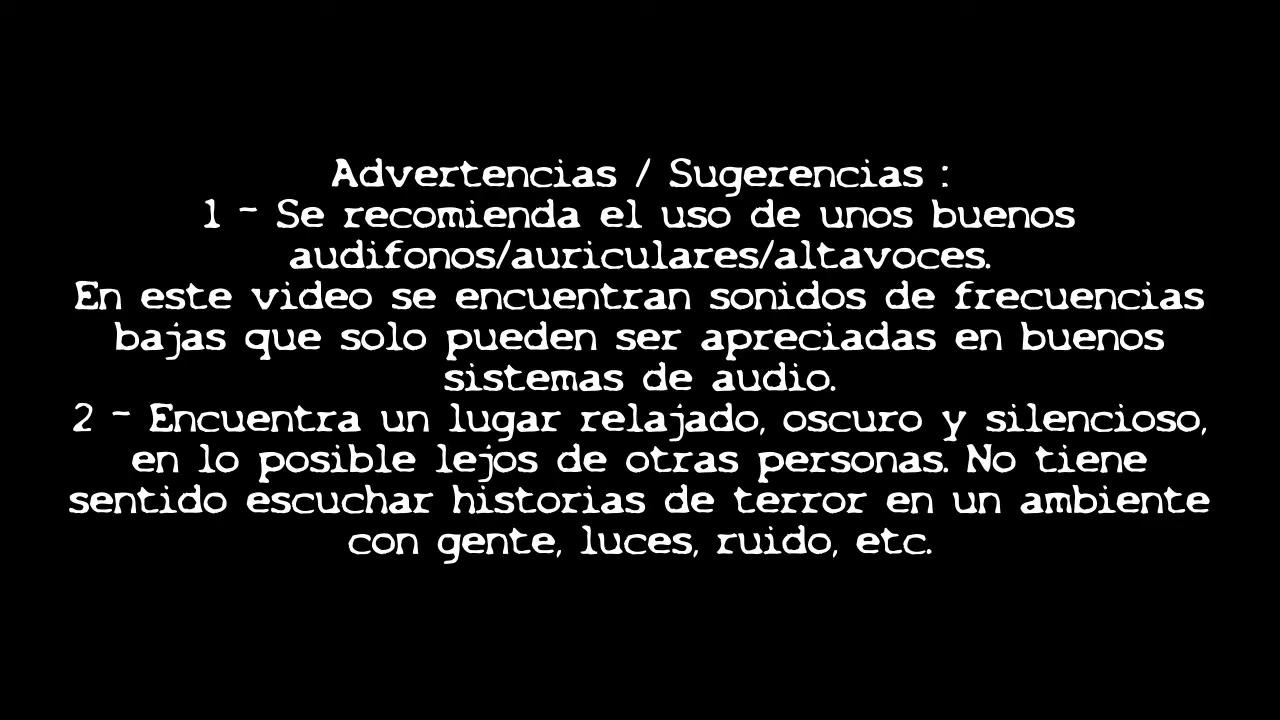 Advertencias / Sugerencias :
1 - Se recomienda el uso de unos buenos
audifonos/auriculares/altavoces.
En este video se encuentran sonidos de frecuencias
bajas que solo pueden ser apreciadas en buenos
sistemas de audio.
2 - Encuentra un lugar relajado, oscuro y silencioso,
en lo posible lejos de otras personas. No tiene
sentido escuchar historias de terror en un ambiente
con gente, luces, ruido, etc.